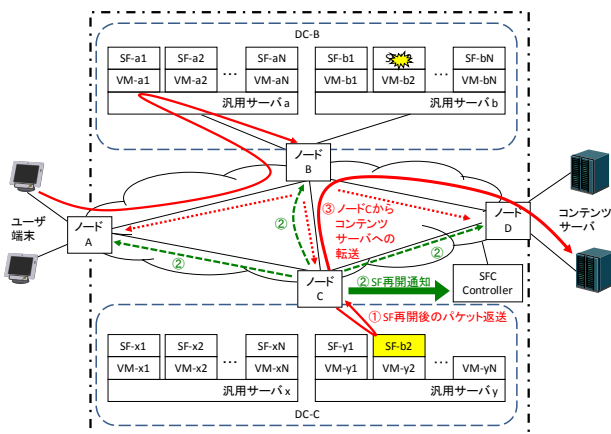 DC-B
SF-a1 SF-a2 SF-aN SF-b1 SF-bN
VM-a1 VM-a2 … VM-aN VM-b1 VM-b2 … VM-bN
汎用サーバa 汎用サーバb
ノード
B
ユーザ
端末
ノード
A
②
③ノードCから
コンテンツ
サーバへの
転送
②
②
ノード
D
コンテンツ
サーバ
ノード
C
②SF再開通知
SFC
Controller
①SF再開後のパケット返送
SF-x1 SF-x2 SF-xN SF-y1 SF-b2
VM-x1 VM-x2 … VM-xN VM-y1 VM-y2 … VM-yN
汎用サーバx 汎用サーバy
DC-C